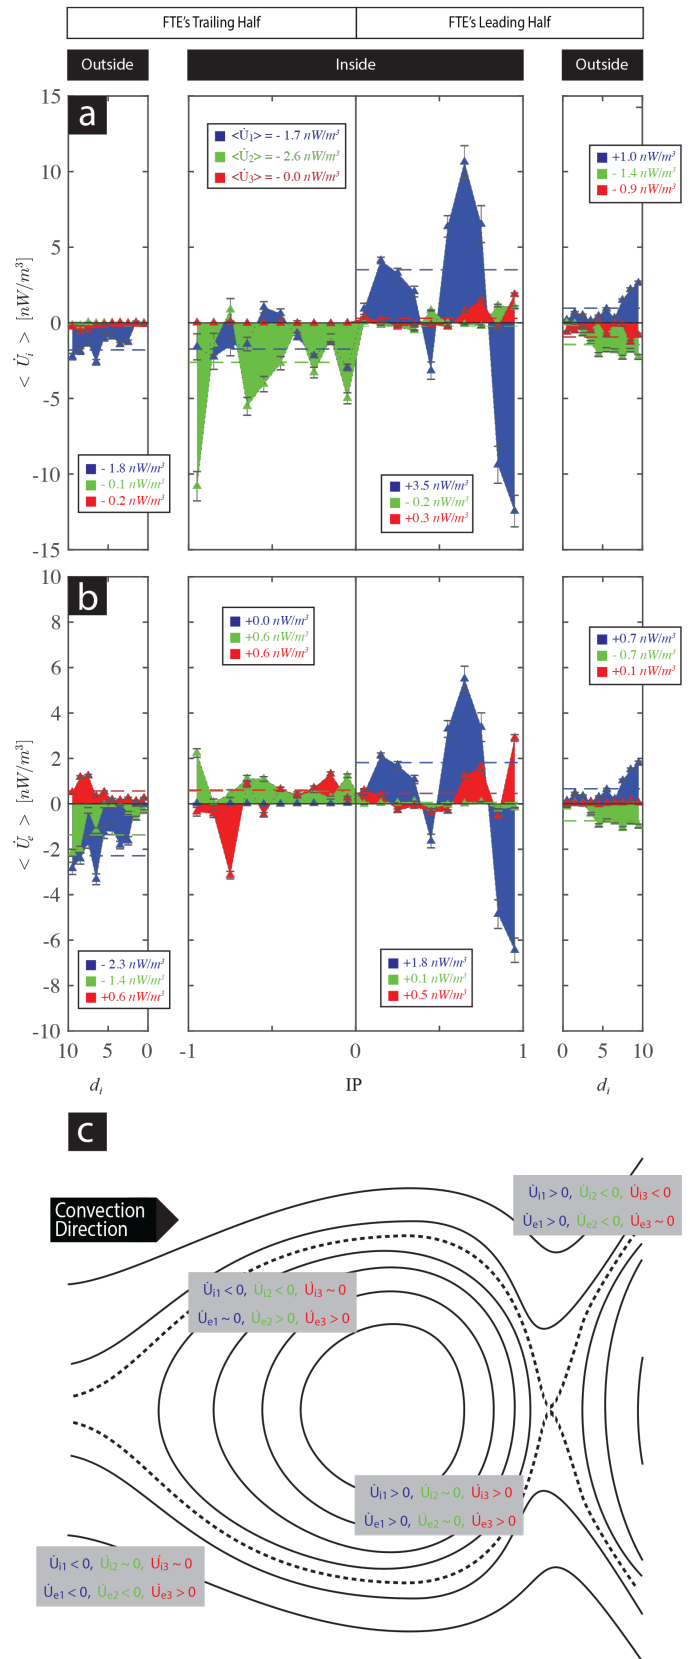 FTE's Trailing Half
FTE's Leading Half
Outside
Inside
Outside
a
15
10
5
0
-5
-10
-15
< U̇i > [nW/m³]
<U̇1> = - 1.7 nW/m³
<U̇2> = - 2.6 nW/m³
<U̇3> = - 0.0 nW/m³
+1.0 nW/m³
- 1.4 nW/m³
- 0.9 nW/m³
- 1.8 nW/m³
- 0.1 nW/m³
- 0.2 nW/m³
+3.5 nW/m³
- 0.2 nW/m³
+0.3 nW/m³
b
10
8
6
4
2
0
-2
-4
-6
-8
-10
< U̇e > [nW/m³]
+0.0 nW/m³
+0.6 nW/m³
+0.6 nW/m³
+0.7 nW/m³
- 0.7 nW/m³
+0.1 nW/m³
- 2.3 nW/m³
- 1.4 nW/m³
+0.6 nW/m³
+1.8 nW/m³
+0.1 nW/m³
+0.5 nW/m³
10 5 0
-1 0 1
0 5 10
di
IP
di
c
Convection
Direction
U̇i1 > 0, U̇i2 < 0, U̇i3 < 0
U̇e1 > 0, U̇e2 < 0, U̇e3 ~ 0
U̇i1 < 0, U̇i2 < 0, U̇i3 ~ 0
U̇e1 ~ 0, U̇e2 > 0, U̇e3 > 0
U̇i1 > 0, U̇i2 ~ 0, U̇i3 > 0
U̇e1 > 0, U̇e2 ~ 0, U̇e3 > 0
U̇i1 < 0, U̇i2 ~ 0, U̇i3 ~ 0
U̇e1 < 0, U̇e2 < 0, U̇e3 > 0